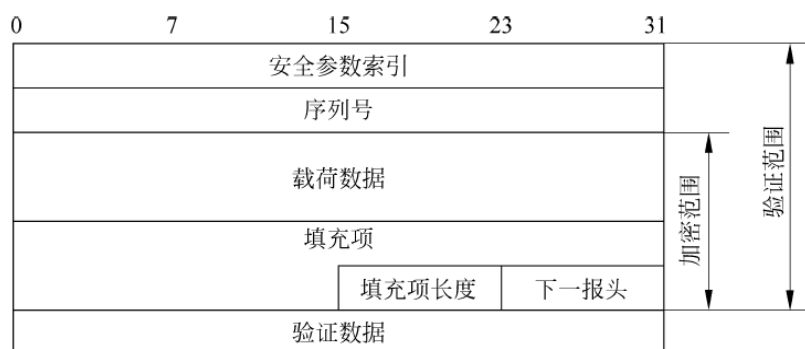 0 7 15 23 31
安全参数索引
序列号
载荷数据
填充项
填充项长度 下一报头
验证数据
加密范围
验证范围